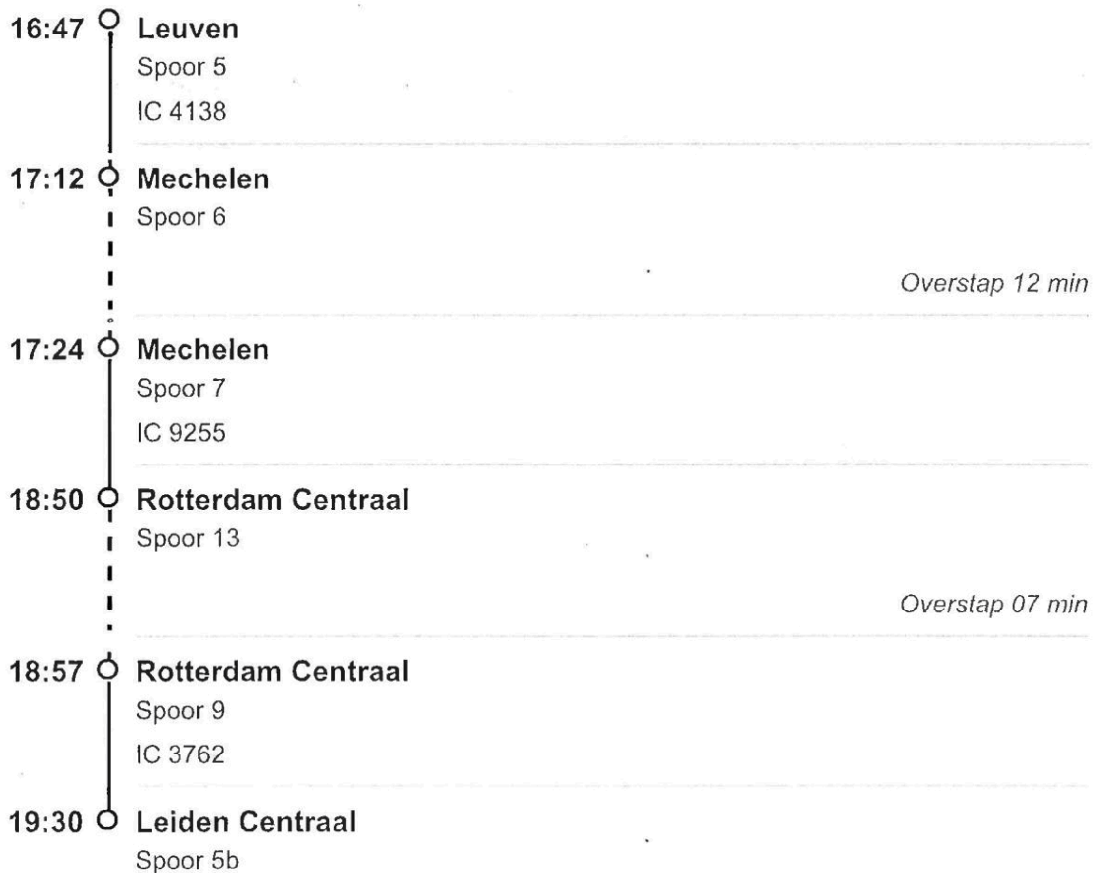 16:47 Leuven
Spoor 5
IC 4138
17:12 Mechelen
Spoor 6
Overstap 12 min
17:24 Mechelen
Spoor 7
IC 9255
18:50 Rotterdam Centraal
Spoor 13
Overstap 07 min
18:57 Rotterdam Centraal
Spoor 9
IC 3762
19:30 Leiden Centraal
Spoor 5b